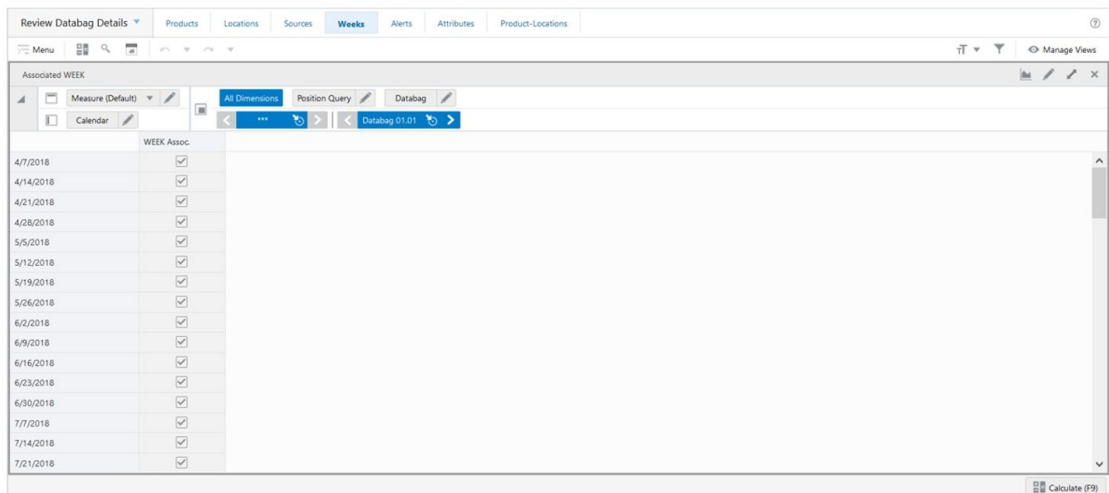 Review Databag Details Products Locations Sources Weeks Alerts Attributes Product-Locations
Menu Manage Views
Associated WEEK
Measure (Default) All Dimensions Position Query Databag
Calendar *** Databag 01.01
WEEK Assoc.
4/7/2018
4/14/2018
4/21/2018
4/28/2018
5/5/2018
5/12/2018
5/19/2018
5/26/2018
6/2/2018
6/9/2018
6/16/2018
6/23/2018
6/30/2018
7/7/2018
7/14/2018
7/21/2018
Calculate (F9)